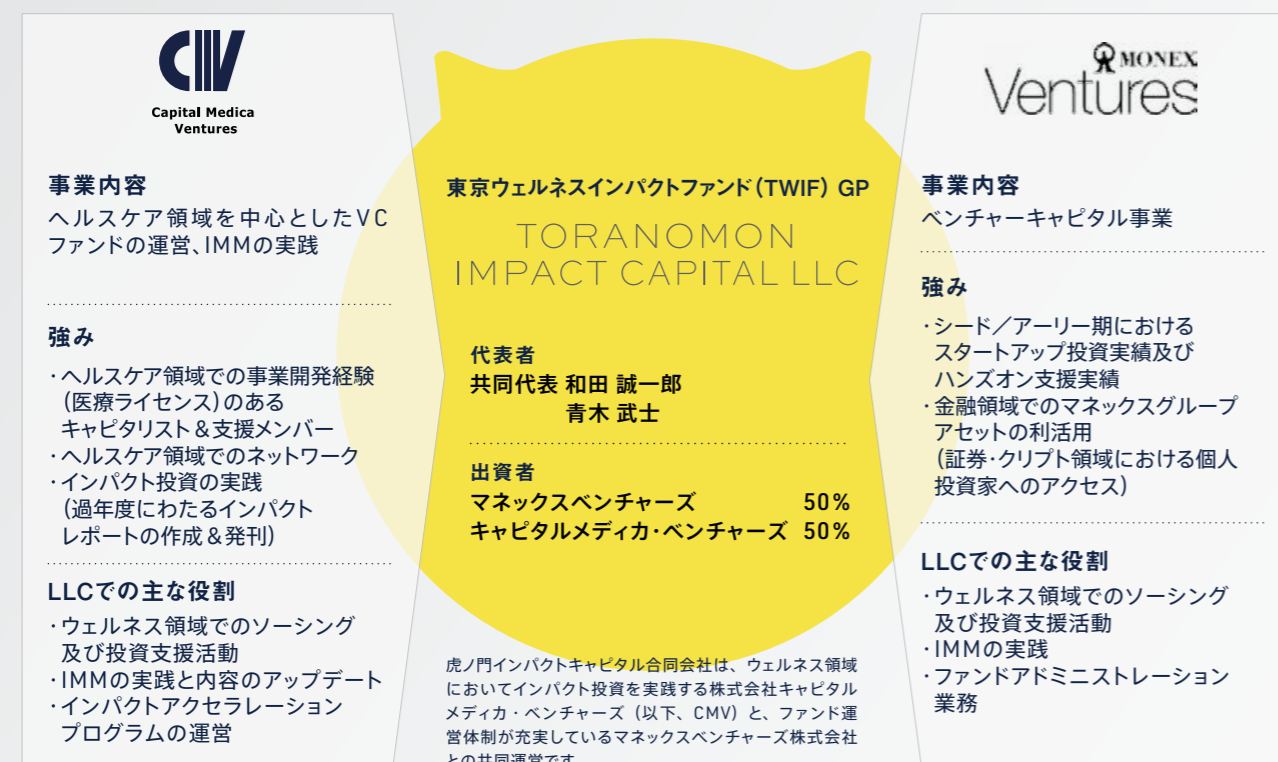 CMV
Capital Medica
Ventures
事業内容
ヘルスケア領域を中心としたVC
ファンドの運営、IMMの実践
強み
・ヘルスケア領域での事業開発経験
(医療ライセンス)のある
キャピタリスト&支援メンバー
・ヘルスケア領域でのネットワーク
・インパクト投資の実践
(過年度にわたるインパクト
レポートの作成&発刊)
LLCでの主な役割
・ウェルネス領域でのソーシング
及び投資支援活動
・IMMの実践と内容のアップデート
・インパクトアクセラレーション
プログラムの運営
東京ウェルネスインパクトファンド(TWIF) GP
TORANOMON
IMPACT CAPITAL LLC
代表者
共同代表 和田 誠一郎
青木 武士
出資者
マネックスベンチャーズ 50%
キャピタルメディカ・ベンチャーズ 50%
虎ノ門インパクトキャピタル合同会社は、ウェルネス領域
においてインパクト投資を実践する株式会社キャピタル
メディカ・ベンチャーズ(以下、CMV)と、ファンド運
営体制が充実しているマネックスベンチャーズ株式会社
との共同運営です
MONEX
Ventures
事業内容
ベンチャーキャピタル事業
強み
・シード/アーリー期における
スタートアップ投資実績及び
ハンズオン支援実績
・金融領域でのマネックスグループ
アセットの利活用
(証券・クリプト領域における個人
投資家へのアクセス)
LLCでの主な役割
・ウェルネス領域でのソーシング
及び投資支援活動
・IMMの実践
・ファンドアドミニストレーション
業務